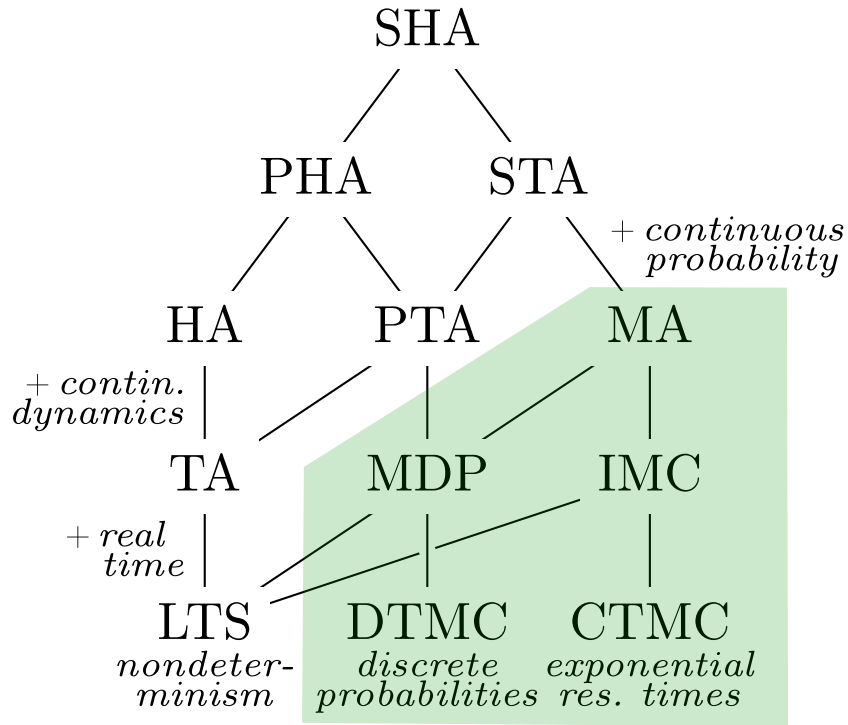 SHA
PHA STA
+ continuous
probability
HA PTA MA
+ contin.
dynamics
TA MDP IMC
+ real
time
LTS DTMC CTMC
nondeter- discrete exponential
minism probabilities res. times